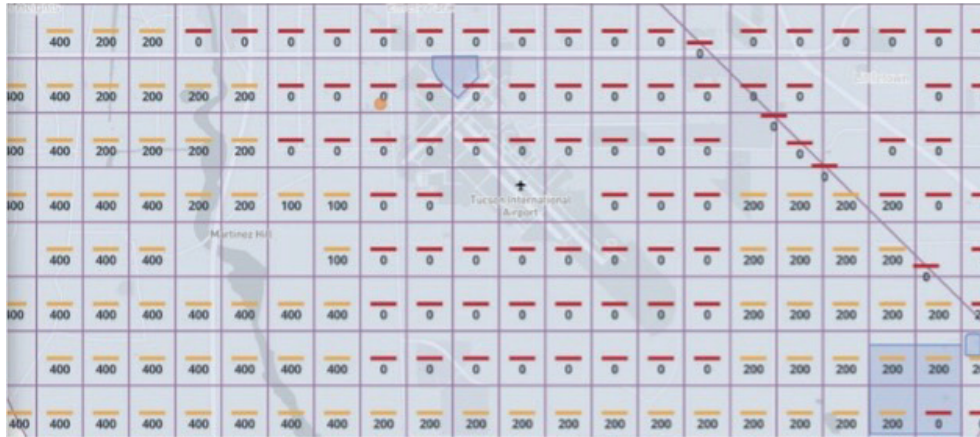 400 200 200 0 0 0 0 0 0 0 0 0 0 0 0 0 0 0 0 0
400 400 200 200 200 200 0 0 0 0 0 0 0 0 0 0 0 0 0 0
400 400 200 200 200 200 0 0 0 0 0 0 0 0 0 0 0 0 0 0
0
400 400 400 400 200 200 100 100 0 0 0 0 0 200 200 200 200 0
Tucson International
Airport
Martinez Hill
400 400 400 100 0 0 0 0 0 0 0 0 200 200 200 200
0
400 400 400 400 400 400 400 400 0 0 0 0 0 0 0 0 200 200 200 200 200
400 400 400 400 400 400 400 0 0 0 0 0 0 0 0 200 200 200 200 200
400 400 400 400 400 400 400 400 200 200 200 200 200 200 200 200 200 200 200 200 0